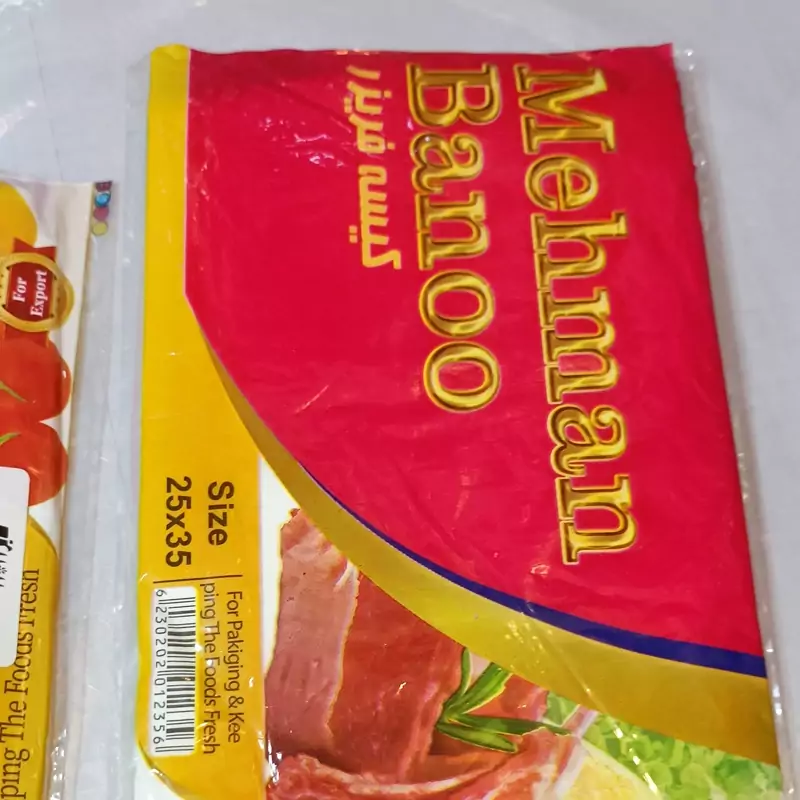 Mehman
Banoo
کیسه فریزر
Size
25x35
For Pakiging & Kee
ping The Foods Fresh
6230202012356
For
Export
ping The Foods Fresh